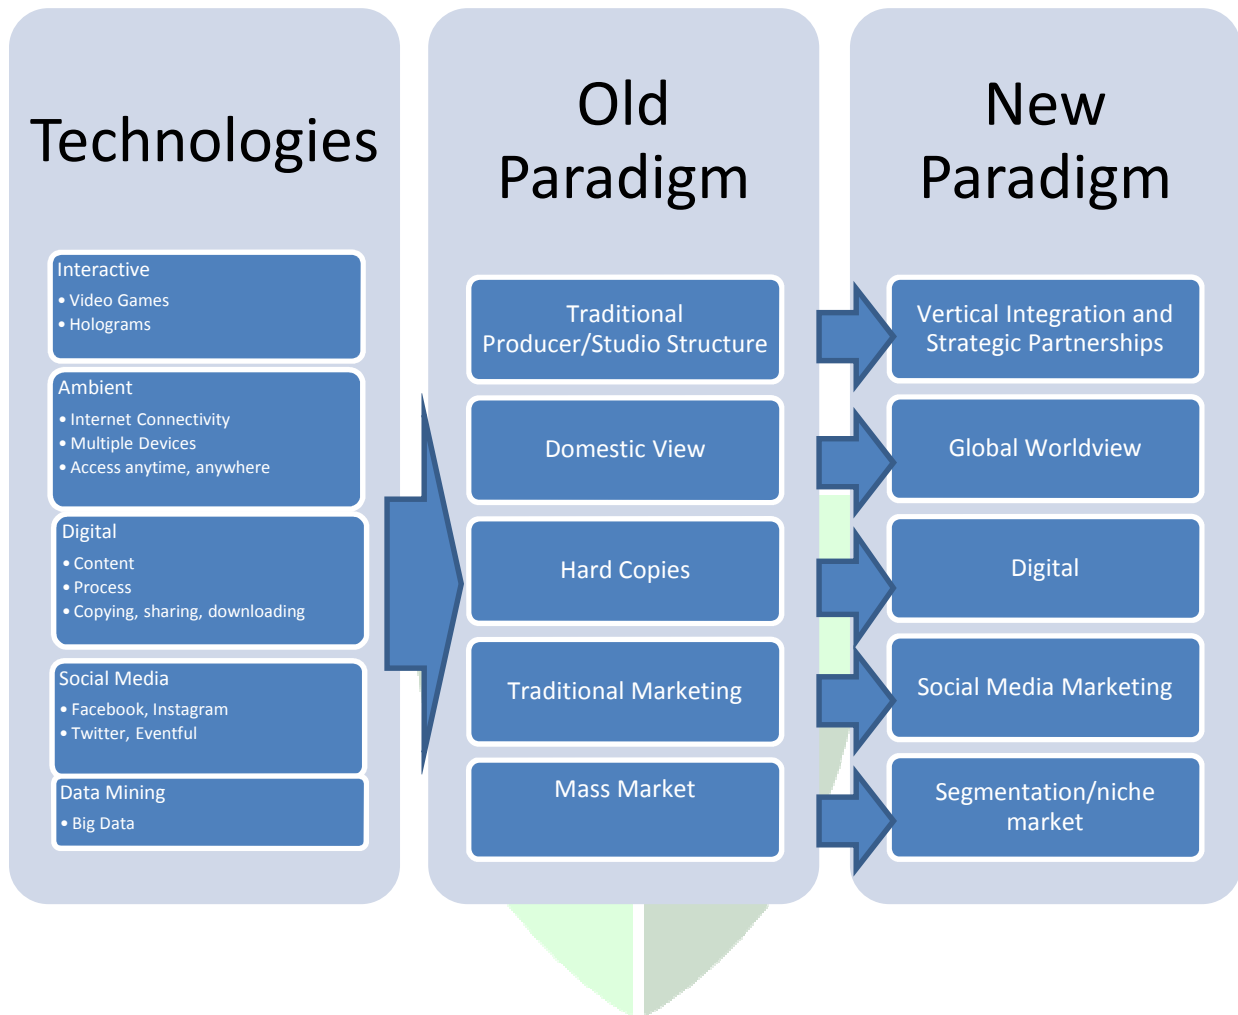 Technologies
Interactive
• Video Games
• Holograms
Ambient
• Internet Connectivity
• Multiple Devices
• Access anytime, anywhere
Digital
• Content
• Process
• Copying, sharing, downloading
Social Media
• Facebook, Instagram
• Twitter, Eventful
Data Mining
• Big Data
Old
Paradigm
Traditional
Producer/Studio Structure
Domestic View
Hard Copies
Traditional Marketing
Mass Market
New
Paradigm
Vertical Integration and
Strategic Partnerships
Global Worldview
Digital
Social Media Marketing
Segmentation/niche
market